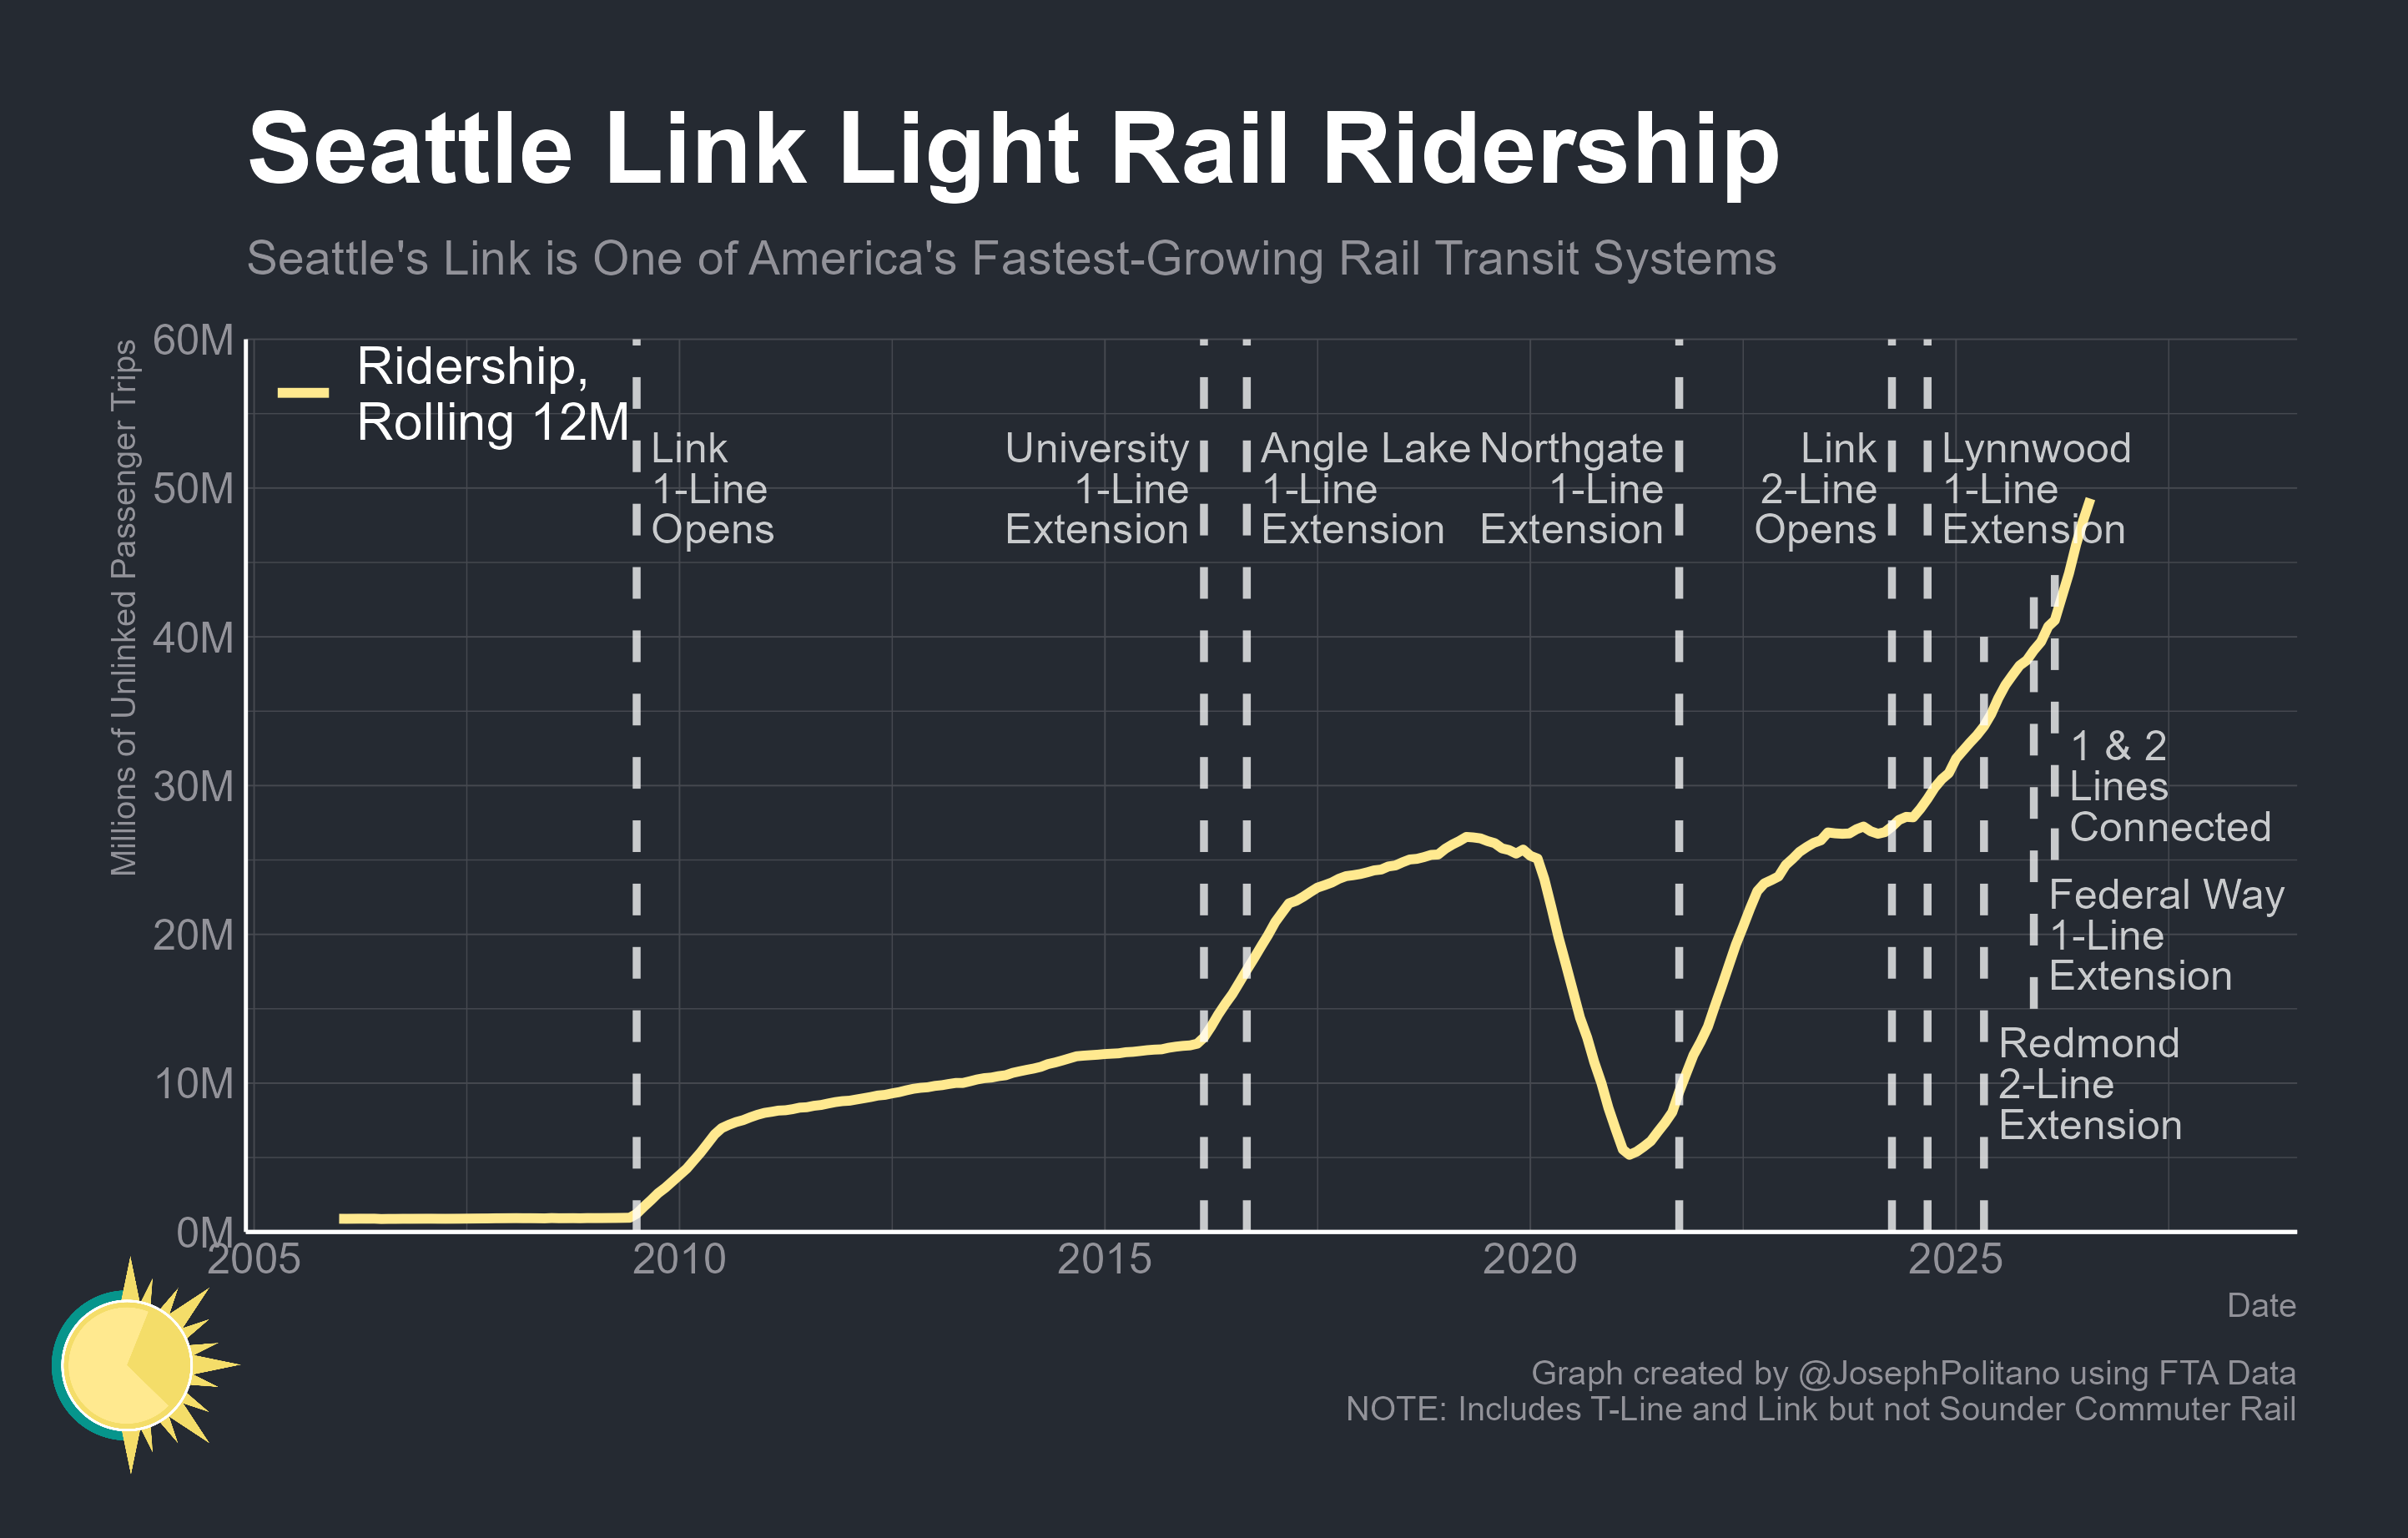 Seattle Link Light Rail Ridership
Seattle's Link is One of America's Fastest-Growing Rail Transit Systems
Millions of Unlinked Passenger Trips
60M
50M
40M
30M
20M
10M
0M
Ridership,
Rolling 12M
Link
1-Line
Opens
University
1-Line
Extension
Angle Lake
1-Line
Extension
Northgate
1-Line
Extension
Link
2-Line
Opens
Lynnwood
1-Line
Extension
1 & 2
Lines
Connected
Federal Way
1-Line
Extension
Redmond
2-Line
Extension
2005
2010
2015
2020
2025
Date
Graph created by @JosephPolitano using FTA Data
NOTE: Includes T-Line and Link but not Sounder Commuter Rail